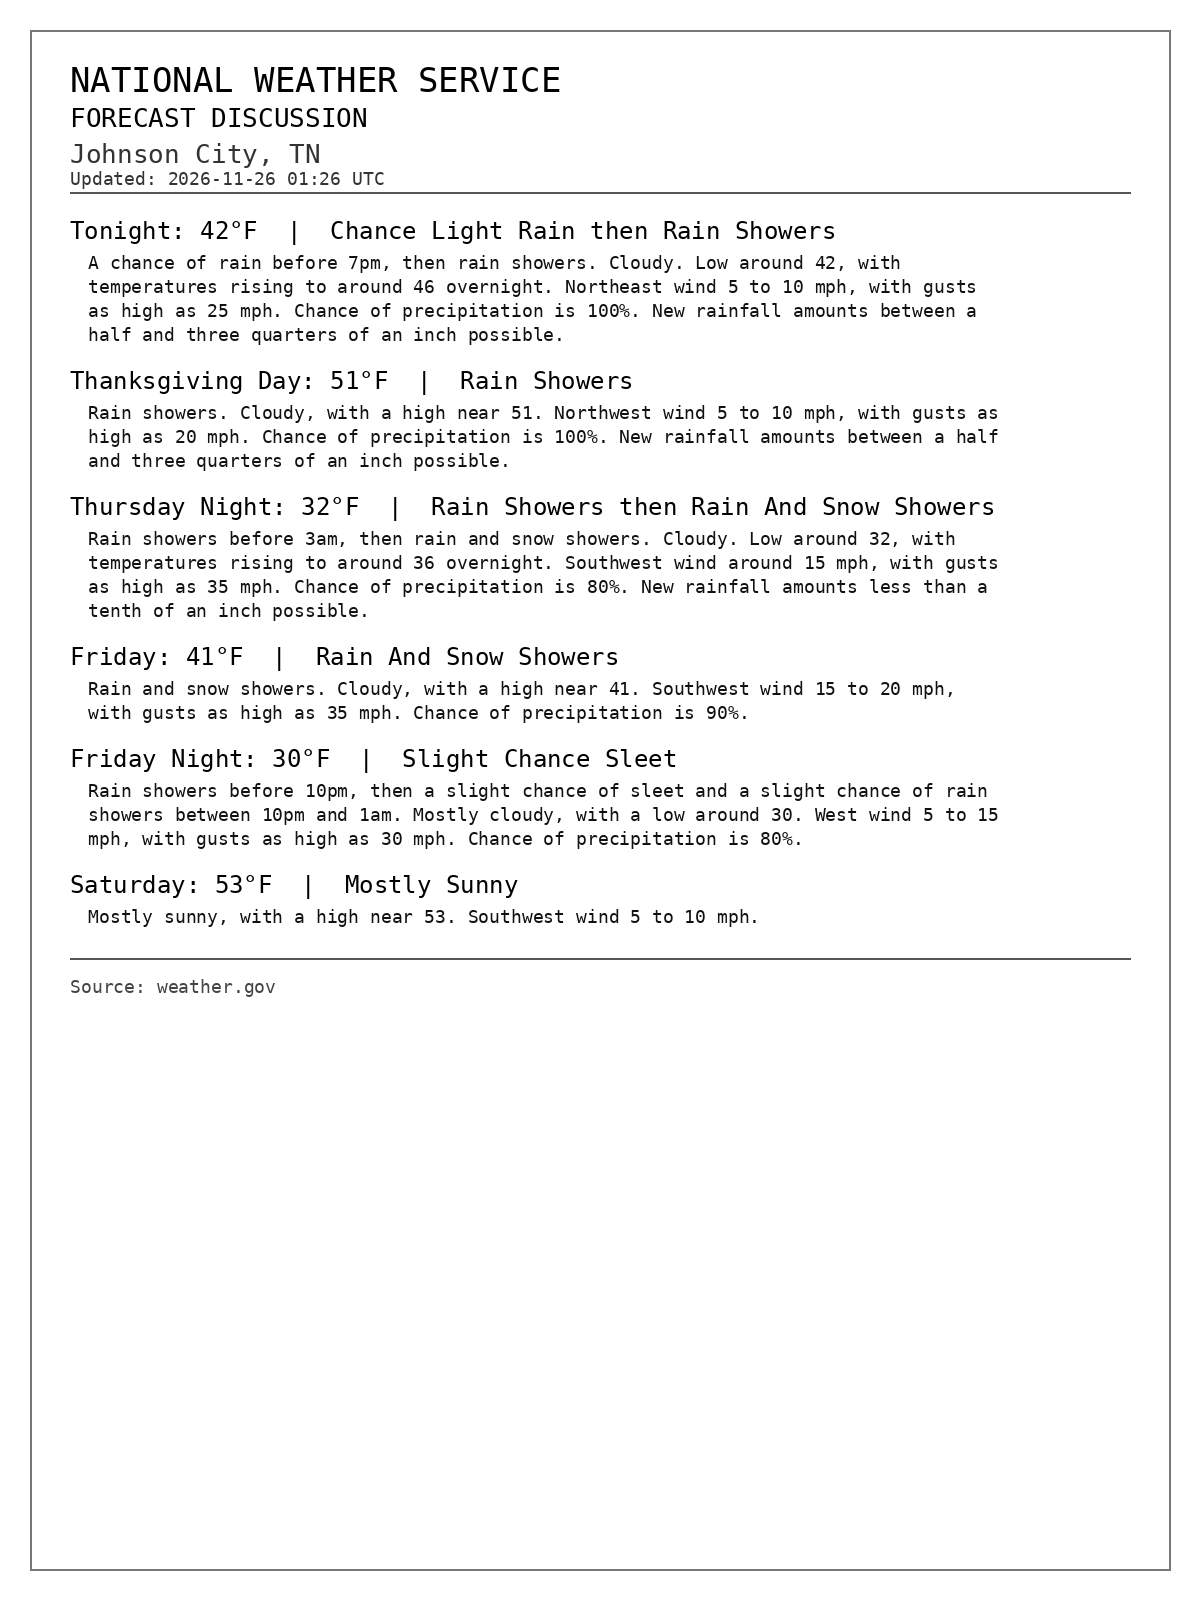 NATIONAL WEATHER SERVICE
FORECAST DISCUSSION
Johnson City, TN
Updated: 2026-11-26 01:26 UTC
Tonight: 42°F | Chance Light Rain then Rain Showers
A chance of rain before 7pm, then rain showers. Cloudy. Low around 42, with
temperatures rising to around 46 overnight. Northeast wind 5 to 10 mph, with gusts
as high as 25 mph. Chance of precipitation is 100%. New rainfall amounts between a
half and three quarters of an inch possible.
Thanksgiving Day: 51°F | Rain Showers
Rain showers. Cloudy, with a high near 51. Northwest wind 5 to 10 mph, with gusts as
high as 20 mph. Chance of precipitation is 100%. New rainfall amounts between a half
and three quarters of an inch possible.
Thursday Night: 32°F | Rain Showers then Rain And Snow Showers
Rain showers before 3am, then rain and snow showers. Cloudy. Low around 32, with
temperatures rising to around 36 overnight. Southwest wind around 15 mph, with gusts
as high as 35 mph. Chance of precipitation is 80%. New rainfall amounts less than a
tenth of an inch possible.
Friday: 41°F | Rain And Snow Showers
Rain and snow showers. Cloudy, with a high near 41. Southwest wind 15 to 20 mph,
with gusts as high as 35 mph. Chance of precipitation is 90%.
Friday Night: 30°F | Slight Chance Sleet
Rain showers before 10pm, then a slight chance of sleet and a slight chance of rain
showers between 10pm and 1am. Mostly cloudy, with a low around 30. West wind 5 to 15
mph, with gusts as high as 30 mph. Chance of precipitation is 80%.
Saturday: 53°F | Mostly Sunny
Mostly sunny, with a high near 53. Southwest wind 5 to 10 mph.
Source: weather.gov